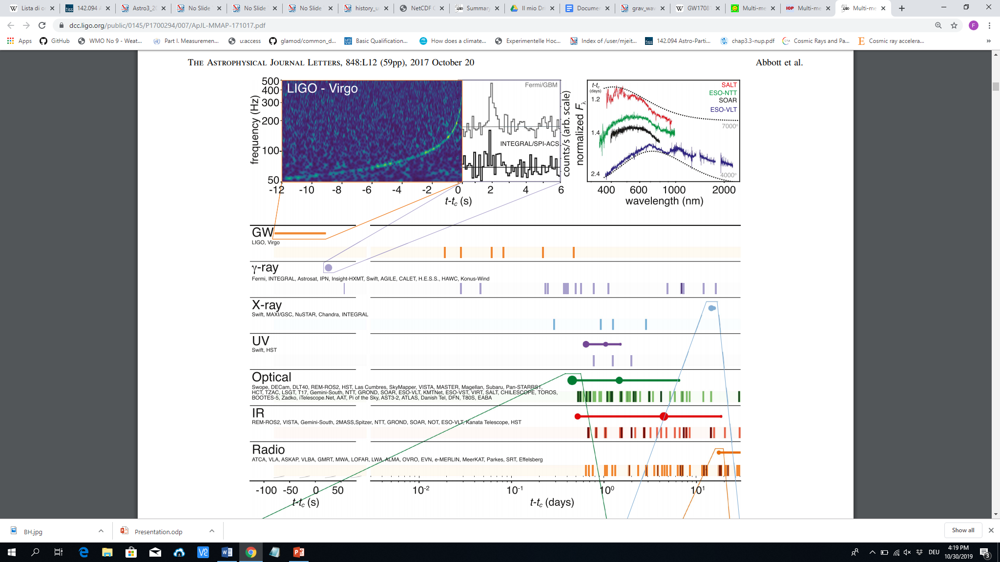 Lista di o
142.094 A
Astro3_20
No Slide
No Slide
No Slide
history_u
NetCDF C
Summary
Il mio Dri
Documen
grav_wav
GW1708
Multi-me
Multi-me
Multi-me
dcc.ligo.org/public/0145/P1700294/007/ApJL-MMAP-171017.pdf
F
Apps
GitHub
WMO No 9 - Weat...
Part I. Measuremen...
u:access
glamod/common_d...
Basic Qualification...
How does a climate...
Experimentelle Hoc...
Index of /user/mjeit...
142.094 Astro-Parti...
chap3.3-nup.pdf
Cosmic Rays and Pa...
Cosmic ray accelera...
»
THE ASTROPHYSICAL JOURNAL LETTERS, 848:L12 (59pp), 2017 October 20
Abbott et al.
LIGO - Virgo
frequency (Hz)
500
400
300
200
100
50
-12 -10 -8 -6 -4 -2 0 2 4 6
t-tc (s)
Fermi/GBM
INTEGRAL/SPI-ACS
counts/s (arb. scale)
normalized Fλ
t-tc
(days)
1.2
1.4
2.4
SALT
ESO-NTT
SOAR
ESO-VLT
7000°
4000°
400 600 1000 2000
wavelength (nm)
GW
LIGO, Virgo
γ-ray
Fermi, INTEGRAL, Astrosat, IPN, Insight-HXMT, Swift, AGILE, CALET, H.E.S.S., HAWC, Konus-Wind
X-ray
Swift, MAXI/GSC, NuSTAR, Chandra, INTEGRAL
UV
Swift, HST
Optical
Swope, DECam, DLT40, REM-ROS2, HST, Las Cumbres, SkyMapper, VISTA, MASTER, Magellan, Subaru, Pan-STARRS1,
HCT, TZAC, LSGT, T17, Gemini-South, NTT, GROND, SOAR, ESO-VLT, KMTNet, ESO-VST, VIRT, SALT, CHILESCOPE, TOROS,
BOOTES-5, Zadko, iTelescope.Net, AAT, Pi of the Sky, AST3-2, ATLAS, Danish Tel, DFN, T80S, EABA
IR
REM-ROS2, VISTA, Gemini-South, 2MASS,Spitzer, NTT, GROND, SOAR, NOT, ESO-VLT, Kanata Telescope, HST
Radio
ATCA, VLA, ASKAP, VLBA, GMRT, MWA, LOFAR, LWA, ALMA, OVRO, EVN, e-MERLIN, MeerKAT, Parkes, SRT, Effelsberg
-100 -50 0 50 10⁻² 10⁻¹ 10⁰ 10¹
t-tc (s)
t-tc (days)
BH.jpg
Presentation.odp
Show all
DEU
4:19 PM
10/30/2019
3